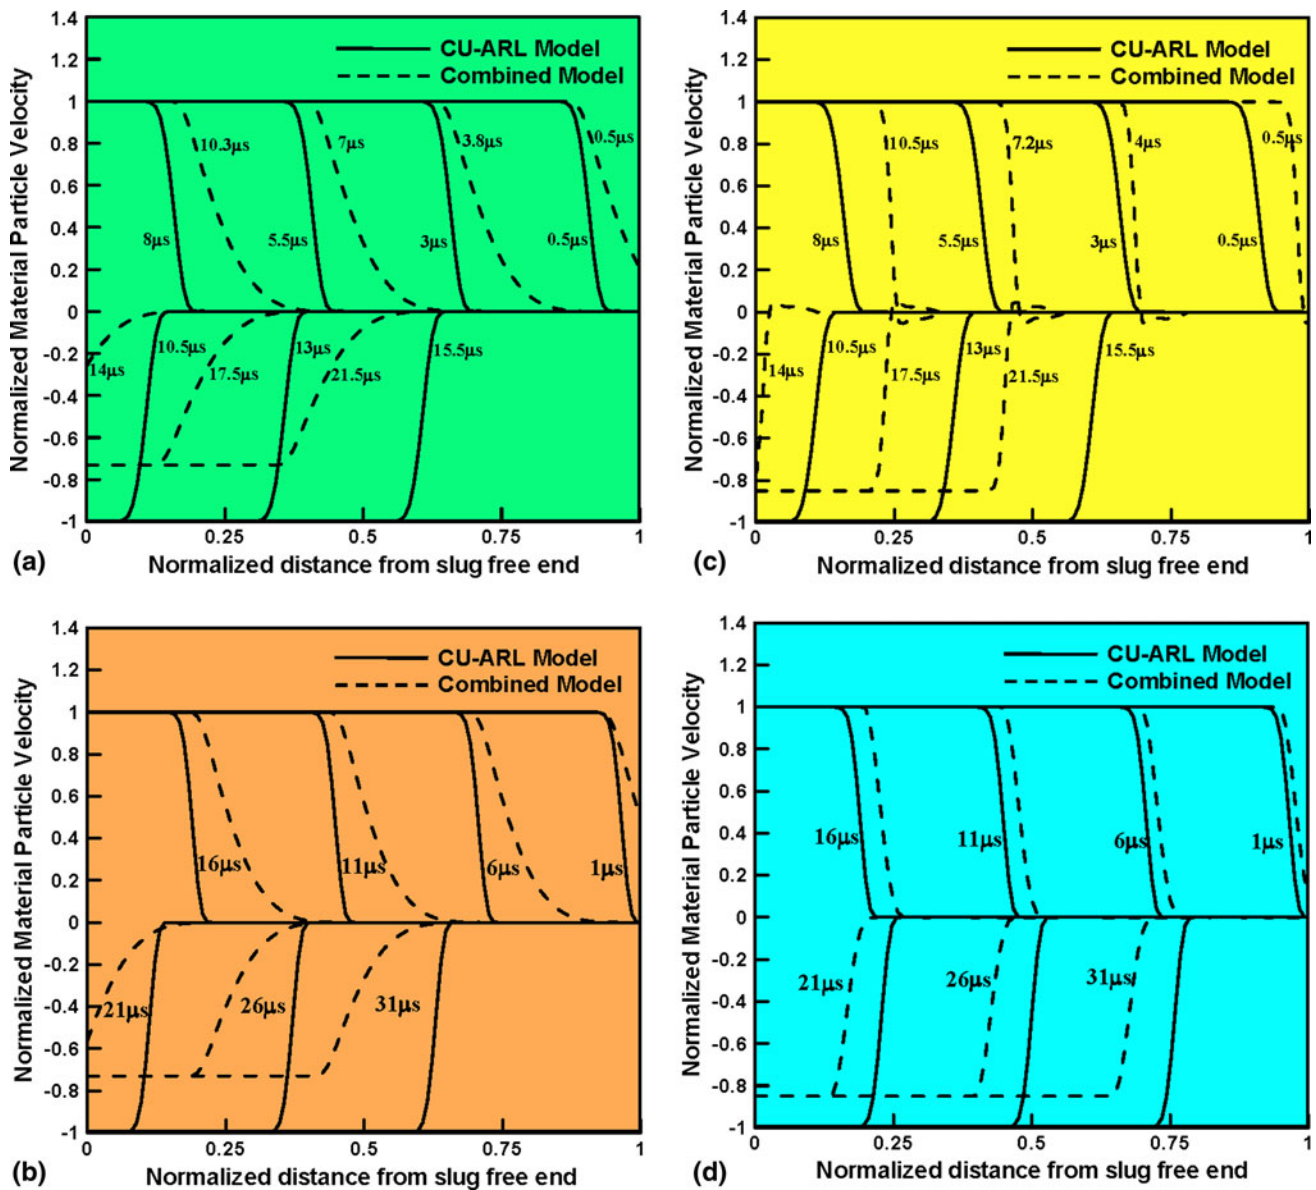 1.4
1.2
1
0.8
0.6
0.4
0.2
0
-0.2
-0.4
-0.6
-0.8
-1
Normalized Material Particle Velocity
CU-ARL Model
Combined Model
10.3µs
7µs
3.8µs
0.5µs
8µs
5.5µs
3µs
0.5µs
14µs
10.5µs
17.5µs
13µs
21.5µs
15.5µs
0
0.25
0.5
0.75
1
(a)
Normalized distance from slug free end
1.4
1.2
1
0.8
0.6
0.4
0.2
0
-0.2
-0.4
-0.6
-0.8
-1
Normalized Material Particle Velocity
CU-ARL Model
Combined Model
10.5µs
7.2µs
4µs
0.5µs
8µs
5.5µs
3µs
0.5µs
14µs
10.5µs
17.5µs
13µs
21.5µs
15.5µs
0
0.25
0.5
0.75
1
(c)
Normalized distance from slug free end
1.4
1.2
1
0.8
0.6
0.4
0.2
0
-0.2
-0.4
-0.6
-0.8
-1
Normalized Material Particle Velocity
CU-ARL Model
Combined Model
16µs
11µs
6µs
1µs
21µs
26µs
31µs
0
0.25
0.5
0.75
1
(b)
Normalized distance from slug free end
1.4
1.2
1
0.8
0.6
0.4
0.2
0
-0.2
-0.4
-0.6
-0.8
-1
Normalized Material Particle Velocity
CU-ARL Model
Combined Model
16µs
11µs
6µs
1µs
21µs
26µs
31µs
0
0.25
0.5
0.75
1
(d)
Normalized distance from slug free end